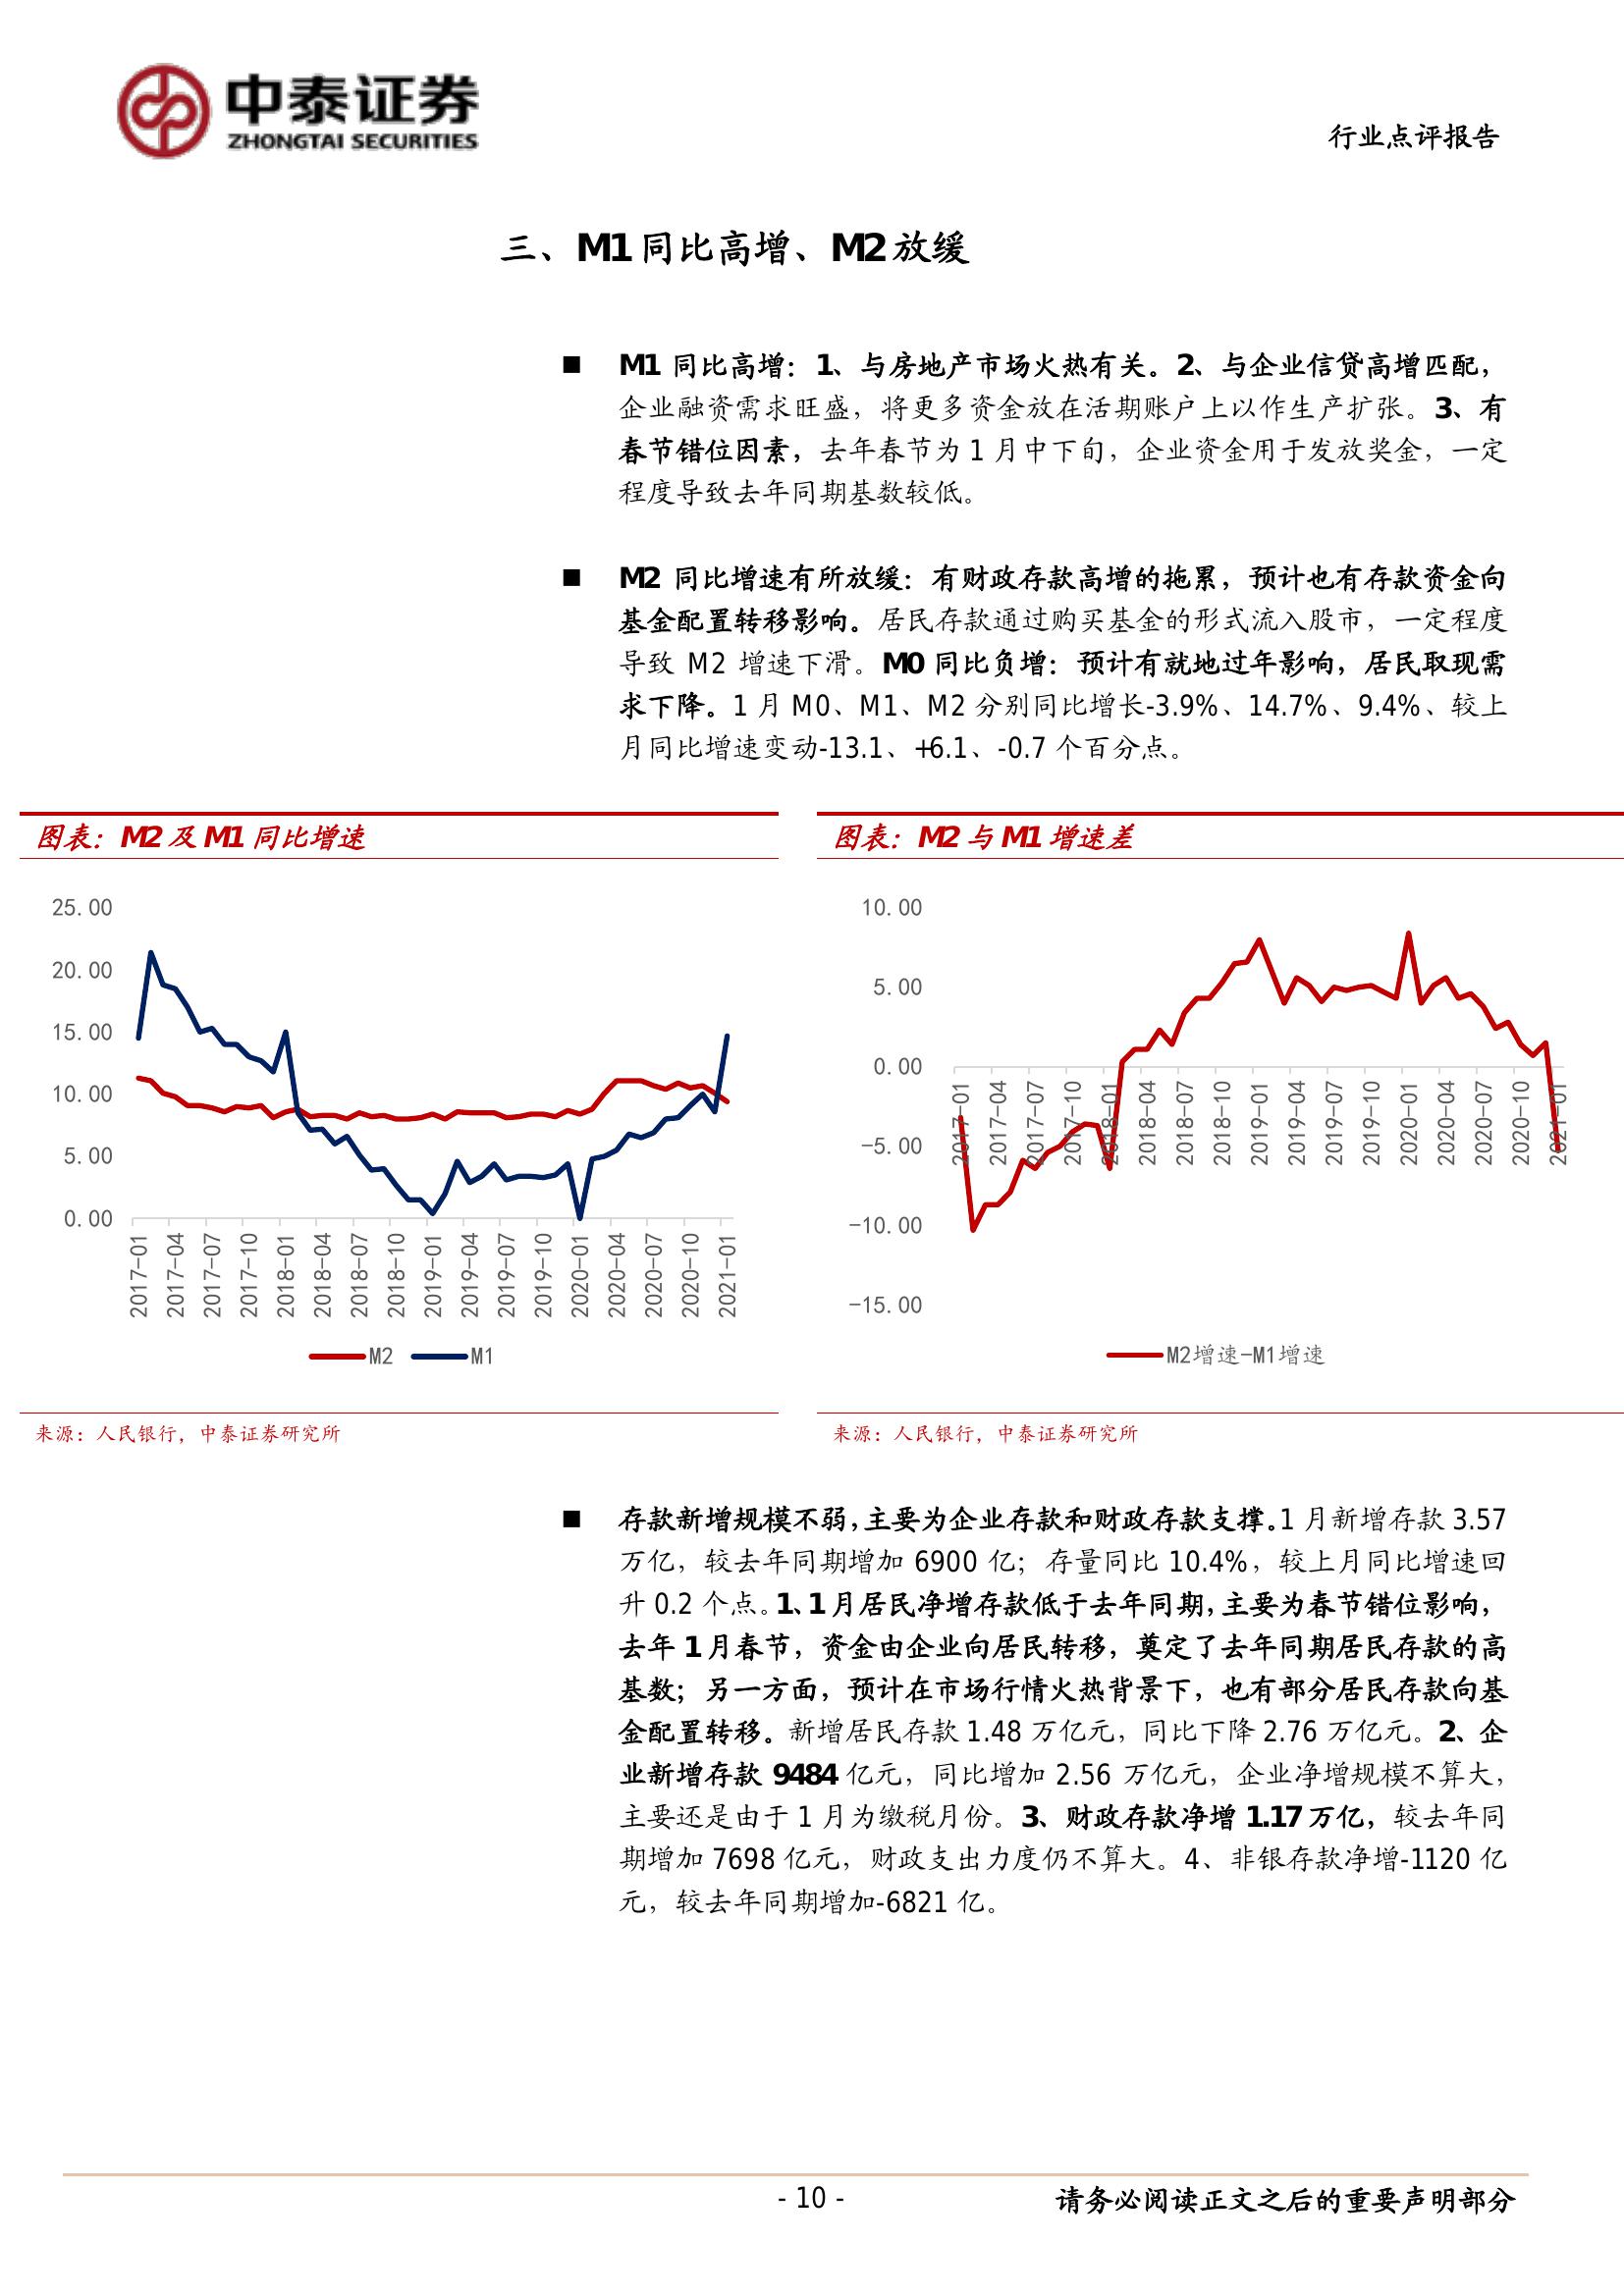 中泰证券
ZHONGTAI SECURITIES
行业点评报告
三、M1 同比高增、M2 放缓
■ M1 同比高增：1、与房地产市场火热有关。2、与企业信贷高增匹配，
企业融资需求旺盛，将更多资金放在活期账户上以作生产扩张。3、有
春节错位因素，去年春节为 1 月中下旬，企业资金用于发放奖金，一定
程度导致去年同期基数较低。
■ M2 同比增速有所放缓：有财政存款高增的拖累，预计也有存款资金向
基金配置转移影响。居民存款通过购买基金的形式流入股市，一定程度
导致 M2 增速下滑。M0 同比负增：预计有就地过年影响，居民取现需
求下降。1 月 M0、M1、M2 分别同比增长-3.9%、14.7%、9.4%、较上
月同比增速变动-13.1、+6.1、-0.7 个百分点。
图表：M2 及 M1 同比增速
25.00
20.00
15.00
10.00
5.00
0.00
2017-01
2017-04
2017-07
2017-10
2018-01
2018-04
2018-07
2018-10
2019-01
2019-04
2019-07
2019-10
2020-01
2020-04
2020-07
2020-10
2021-01
M2 M1
来源：人民银行，中泰证券研究所
图表：M2 与 M1 增速差
10.00
5.00
0.00
-5.00
-10.00
-15.00
2017-01
2017-04
2017-07
2017-10
2018-01
2018-04
2018-07
2018-10
2019-01
2019-04
2019-07
2019-10
2020-01
2020-04
2020-07
2020-10
2021-01
M2增速-M1增速
来源：人民银行，中泰证券研究所
■ 存款新增规模不弱，主要为企业存款和财政存款支撑。1 月新增存款 3.57
万亿，较去年同期增加 6900 亿；存量同比 10.4%，较上月同比增速回
升 0.2 个点。1、1 月居民净增存款低于去年同期，主要为春节错位影响，
去年 1 月春节，资金由企业向居民转移，奠定了去年同期居民存款的高
基数；另一方面，预计在市场行情火热背景下，也有部分居民存款向基
金配置转移。新增居民存款 1.48 万亿元，同比下降 2.76 万亿元。2、企
业新增存款 9484 亿元，同比增加 2.56 万亿元，企业净增规模不算大，
主要还是由于 1 月为缴税月份。3、财政存款净增 1.17 万亿，较去年同
期增加 7698 亿元，财政支出力度仍不算大。4、非银存款净增-1120 亿
元，较去年同期增加-6821 亿。
- 10 -
请务必阅读正文之后的重要声明部分